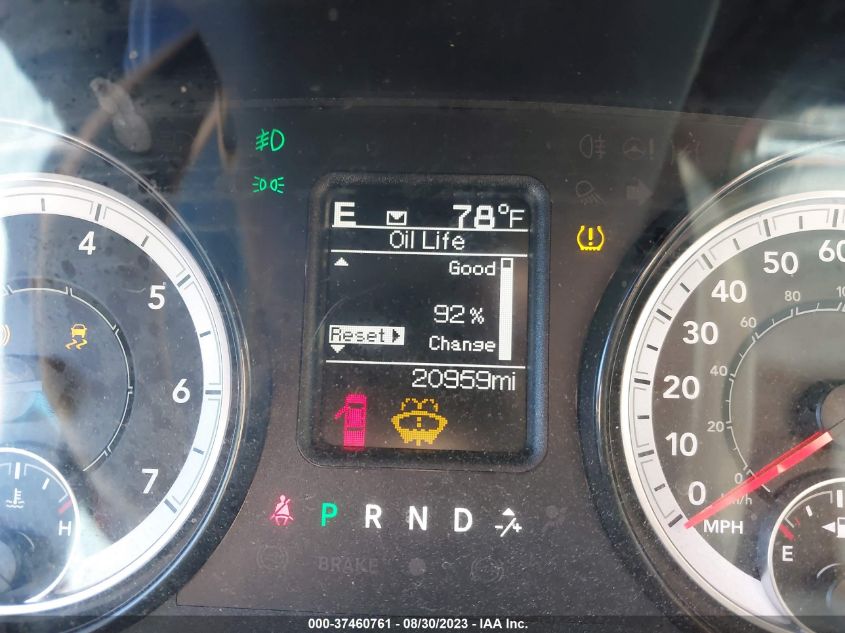 E 78°F
Oil Life
Good
92%
Reset
Change
20959mi
P R N D -/+
BRAKE
4
5
6
7
H
0
10
20
30
40
50
60
0
20
40
60
80
MPH
km/h
E
000-37460761 - 08/30/2023 - IAA Inc.